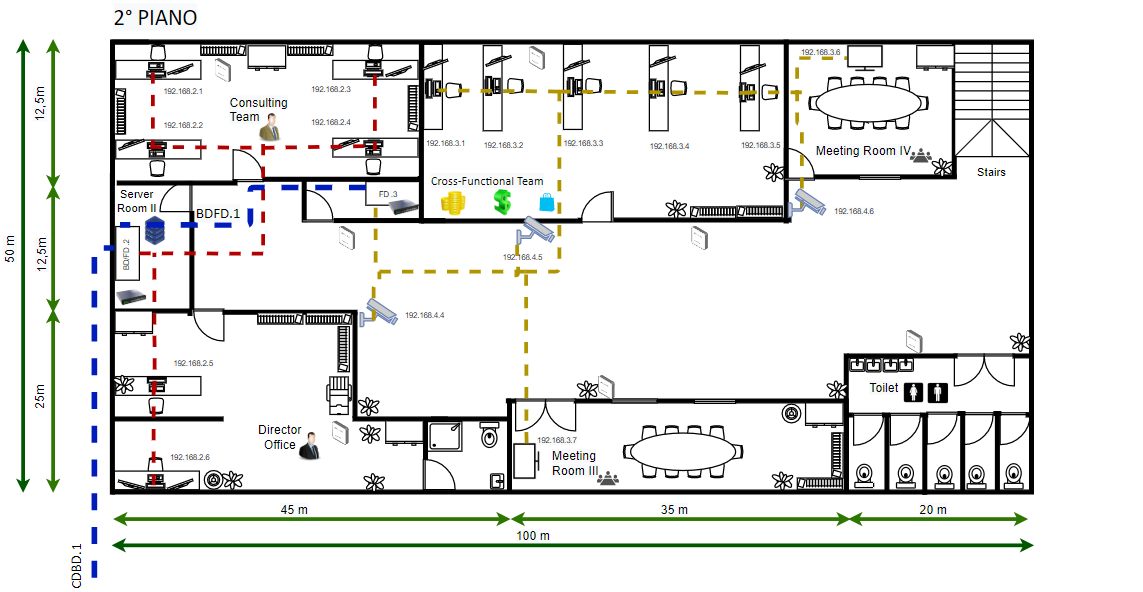 2° PIANO
192.168.2.1
192.168.2.3
192.168.2.2
192.168.2.4
Consulting
Team
192.168.3.1
192.168.3.2
192.168.3.3
192.168.3.4
192.168.3.5
192.168.3.6
Meeting Room IV
Stairs
Cross-Functional Team
Server
Room II
BDFD.1
FD .3
BD/FD .2
192.168.4.6
192.168.4.5
192.168.4.4
192.168.2.5
192.168.2.6
Director
Office
192.168.3.7
Meeting
Room III
Toilet
12,5m
12,5m
25m
50 m
45 m
35 m
20 m
100 m
CDBD.1